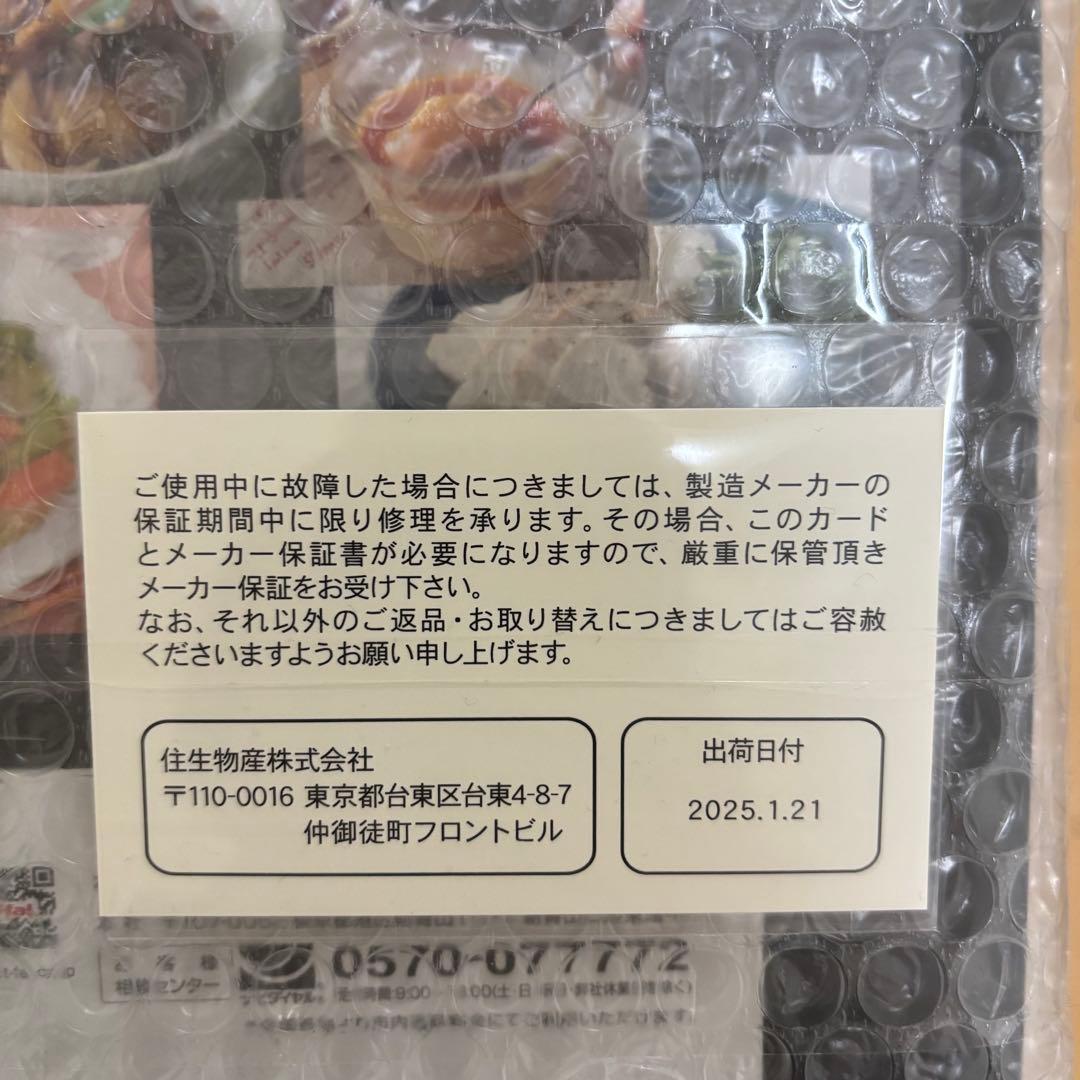 ご使用中に故障した場合につきましては、製造メーカーの
保証期間中に限り修理を承ります。その場合、このカード
とメーカー保証書が必要になりますので、厳重に保管頂き
メーカー保証をお受け下さい。
なお、それ以外のご返品・お取り替えにつきましてはご容赦
くださいますようお願い申し上げます。
住生物産株式会社
〒110-0016 東京都台東区台東4-8-7
仲御徒町フロントビル
出荷日付
2025.1.21
お客様
相談センター
0570-077772